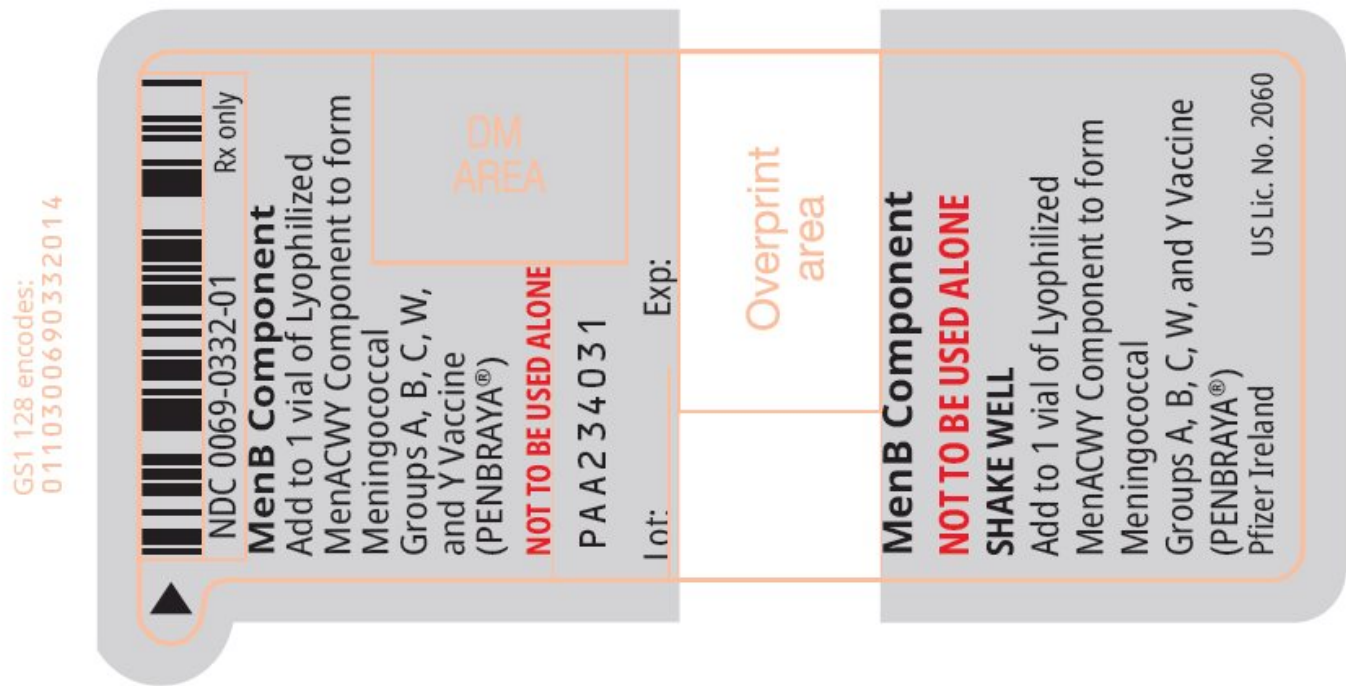 GS1 128 encodes:
0110300690332014
NDC 0069-0332-01 Rx only
MenB Component
Add to 1 vial of Lyophilized
MenACWY Component to form
Meningococcal
Groups A, B, C, W,
and Y Vaccine
(PENBRAYA®)
NOT TO BE USED ALONE
PAA234031
Lot: Exp:
DM
AREA
Overprint
area
MenB Component
NOT TO BE USED ALONE
SHAKE WELL
Add to 1 vial of Lyophilized
MenACWY Component to form
Meningococcal
Groups A, B, C, W, and Y Vaccine
(PENBRAYA®)
Pfizer Ireland US Lic. No. 2060